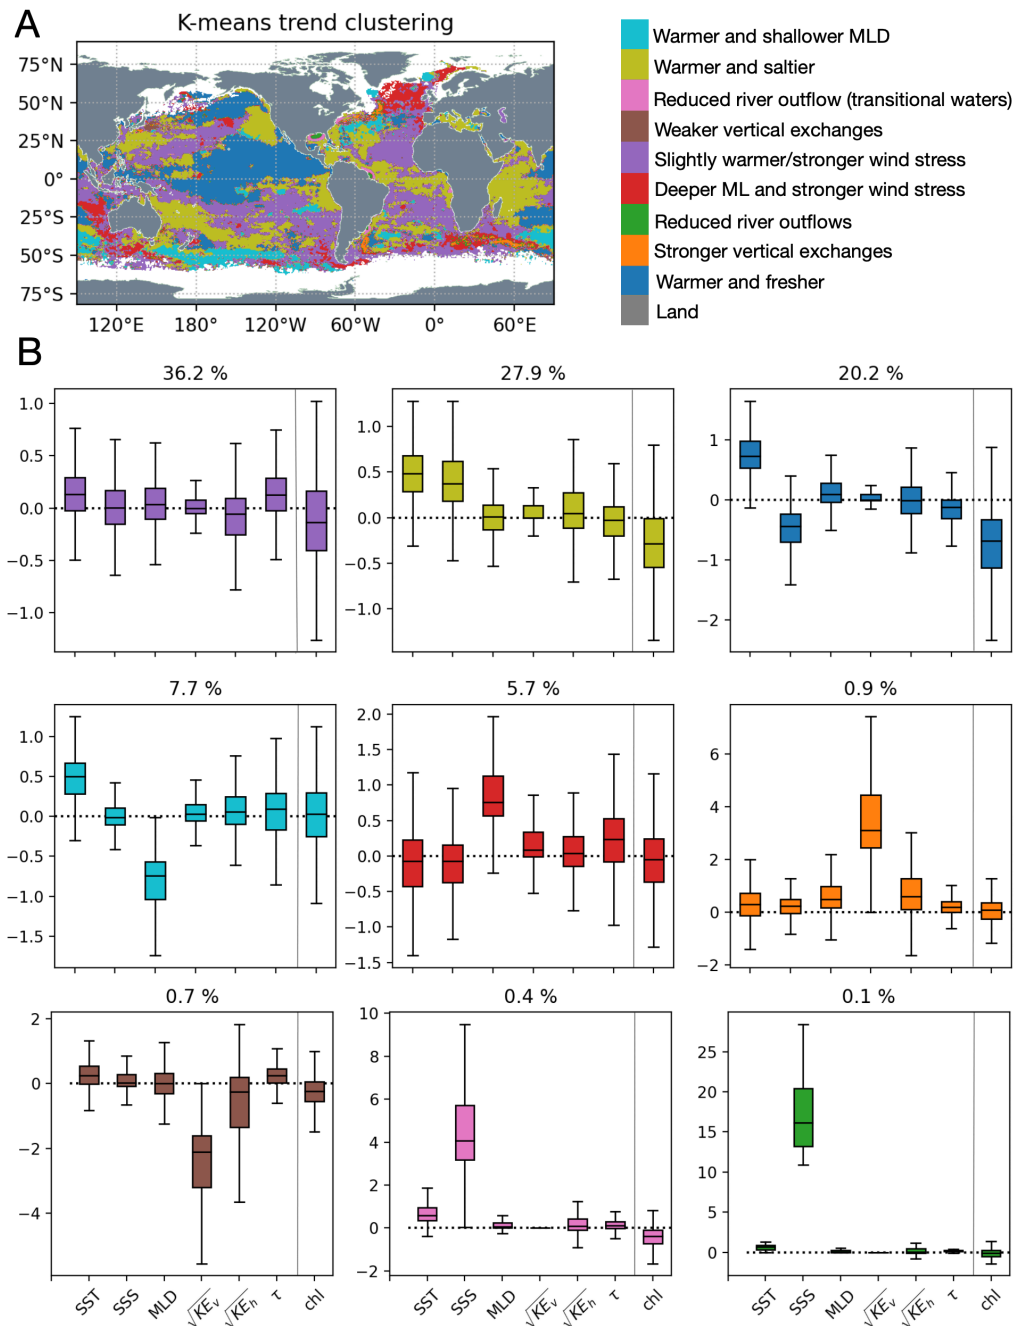 A
K-means trend clustering
75°N
50°N
25°N
0°
25°S
50°S
75°S
120°E 180° 120°W 60°W 0° 60°E
Warmer and shallower MLD
Warmer and saltier
Reduced river outflow (transitional waters)
Weaker vertical exchanges
Slightly warmer/stronger wind stress
Deeper ML and stronger wind stress
Reduced river outflows
Stronger vertical exchanges
Warmer and fresher
Land
B
36.2 %
1.0
0.5
0.0
−0.5
−1.0
27.9 %
1.0
0.5
0.0
−0.5
−1.0
20.2 %
1
0
−1
−2
7.7 %
1.0
0.5
0.0
−0.5
−1.0
−1.5
5.7 %
2.0
1.5
1.0
0.5
0.0
−0.5
−1.0
−1.5
0.9 %
6
4
2
0
−2
0.7 %
2
0
−2
−4
SST SSS MLD √KEv √KEh τ chl
0.4 %
10
8
6
4
2
0
−2
SST SSS MLD √KEv √KEh τ chl
0.1 %
25
20
15
10
5
0
SST SSS MLD √KEv √KEh τ chl